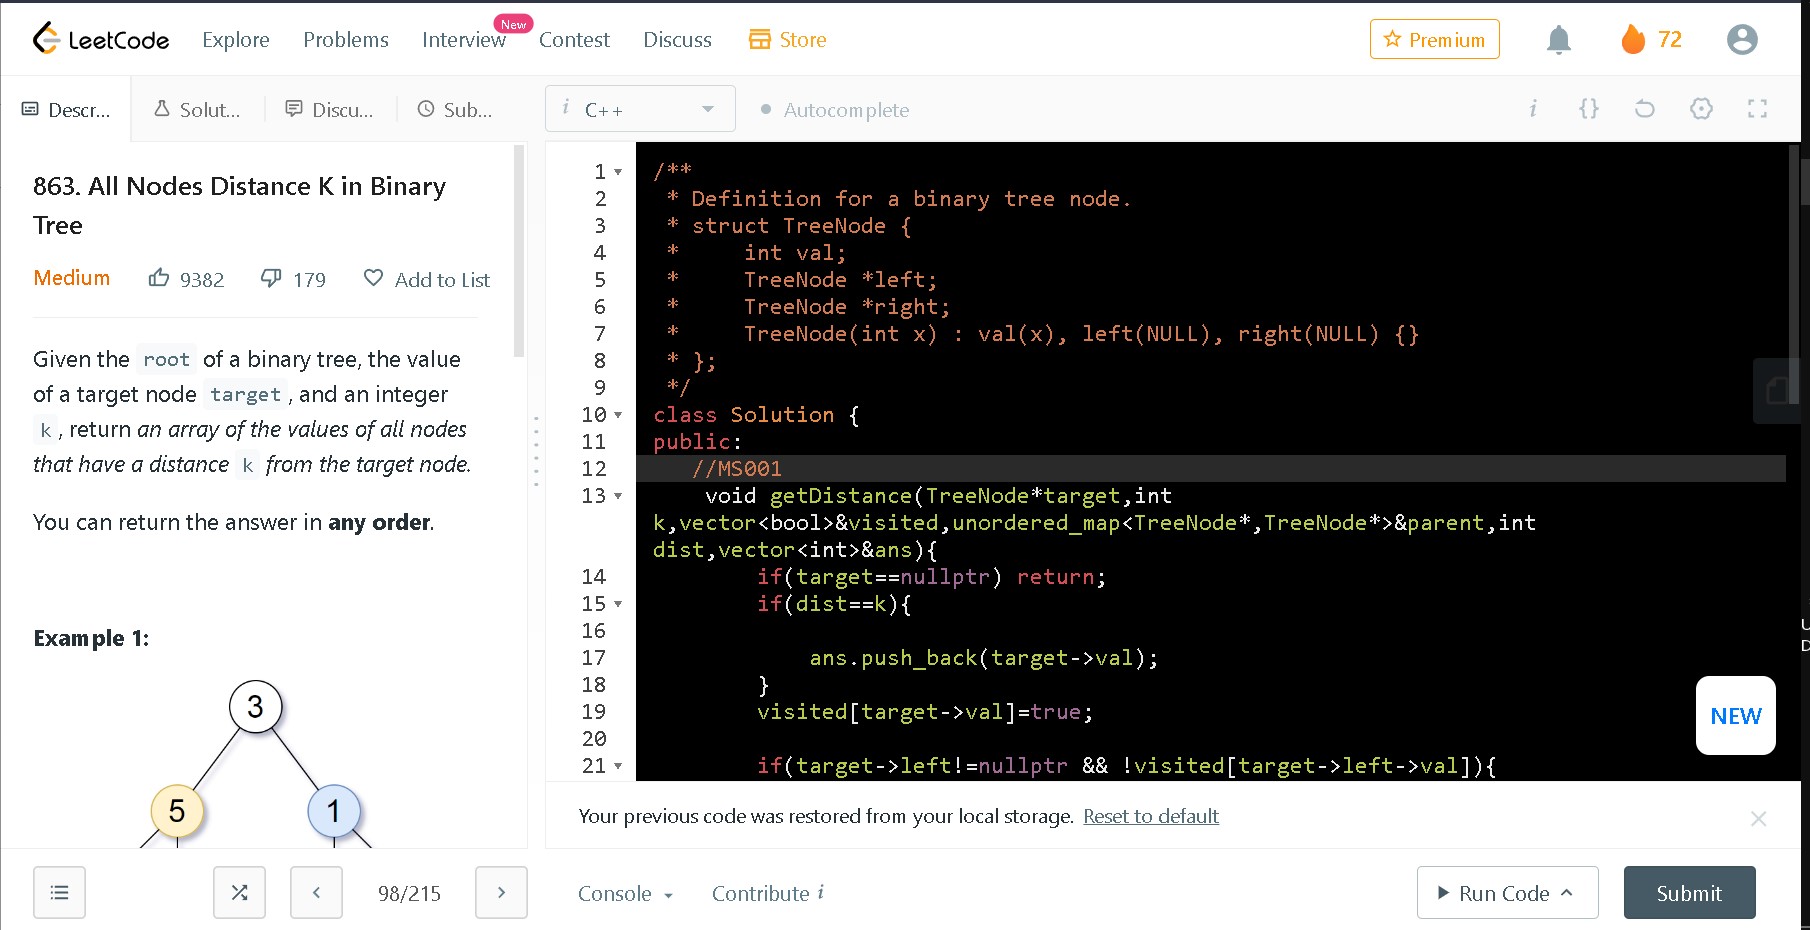 LeetCode Explore Problems Interview New Contest Discuss Store Premium 72
Descr... Solut... Discu... Sub... i C++ Autocomplete i {}
863. All Nodes Distance K in Binary
Tree
Medium 9382 179 Add to List
Given the root of a binary tree, the value
of a target node target , and an integer
k , return an array of the values of all nodes
that have a distance k from the target node.
You can return the answer in any order.
Example 1:
3
5 1
1 /**
2 * Definition for a binary tree node.
3 * struct TreeNode {
4 *     int val;
5 *     TreeNode *left;
6 *     TreeNode *right;
7 *     TreeNode(int x) : val(x), left(NULL), right(NULL) {}
8 * };
9 */
10 class Solution {
11 public:
12 //MS001
13 void getDistance(TreeNode*target,int
k,vector<bool>&visited,unordered_map<TreeNode*,TreeNode*>&parent,int
dist,vector<int>&ans){
14 if(target==nullptr) return;
15 if(dist==k){
16
17 ans.push_back(target->val);
18 }
19 visited[target->val]=true;
20
21 if(target->left!=nullptr && !visited[target->left->val]){
NEW
Your previous code was restored from your local storage. Reset to default
98/215 Console Contribute i Run Code Submit